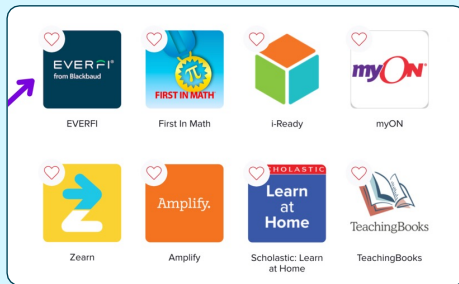 EVERFI®
from Blackbaud
π
FIRST IN MATH
myON
EVERFI
First In Math
i-Ready
myON
Amplify.
SCHOLASTIC
Learn
at
Home
TeachingBooks
Zearn
Amplify
Scholastic: Learn
at Home
TeachingBooks